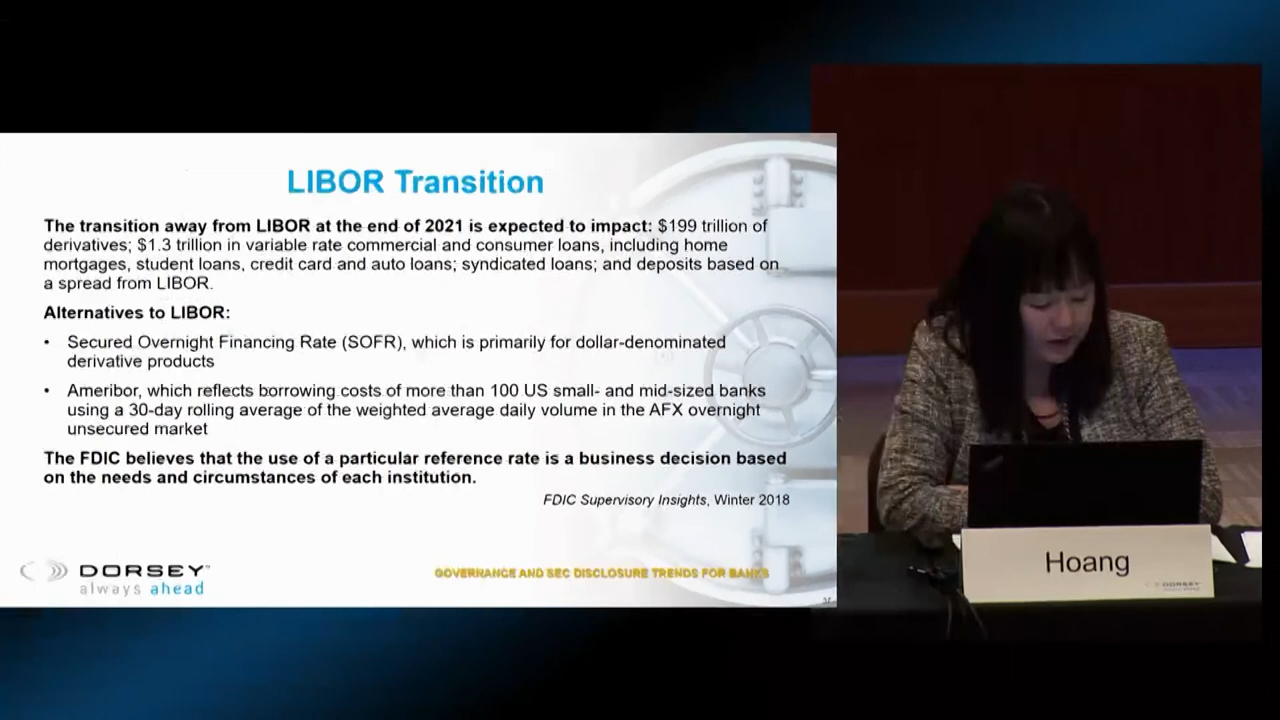 LIBOR Transition
The transition away from LIBOR at the end of 2021 is expected to impact: $199 trillion of
derivatives; $1.3 trillion in variable rate commercial and consumer loans, including home
mortgages, student loans, credit card and auto loans; syndicated loans; and deposits based on
a spread from LIBOR.
Alternatives to LIBOR:
• Secured Overnight Financing Rate (SOFR), which is primarily for dollar-denominated
derivative products
• Ameribor, which reflects borrowing costs of more than 100 US small- and mid-sized banks
using a 30-day rolling average of the weighted average daily volume in the AFX overnight
unsecured market
The FDIC believes that the use of a particular reference rate is a business decision based
on the needs and circumstances of each institution.
FDIC Supervisory Insights, Winter 2018
DORSEY™
always ahead
GOVERNANCE AND SEC DISCLOSURE TRENDS FOR BANKS
Hoang
DORSEY